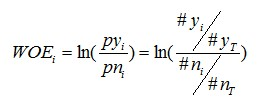 WOE_i = ln(py_i/pn_i) = ln((#y_i/#y_T)/(#n_i/#n_T))